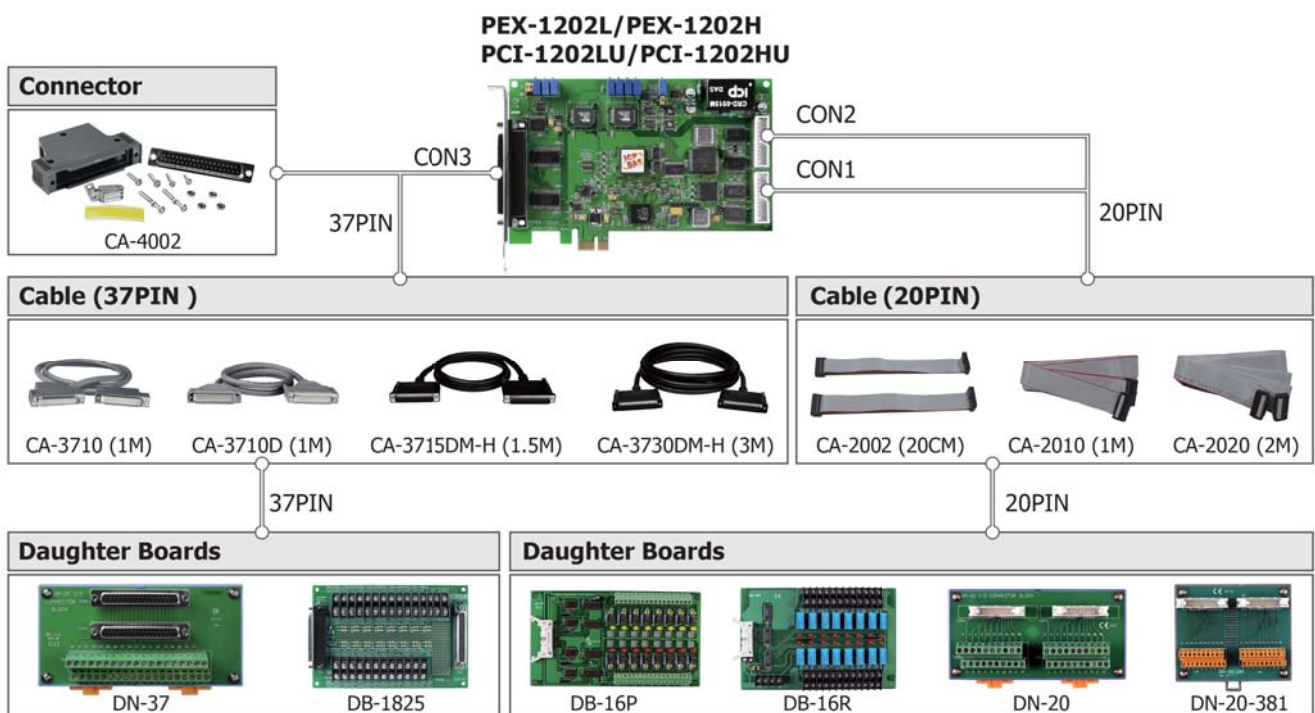 PEX-1202L/PEX-1202H
PCI-1202LU/PCI-1202HU
Connector
CA-4002
CON3
37PIN
CON2
CON1
20PIN
Cable (37PIN )
CA-3710 (1M)
CA-3710D (1M)
CA-3715DM-H (1.5M)
CA-3730DM-H (3M)
Cable (20PIN)
CA-2002 (20CM)
CA-2010 (1M)
CA-2020 (2M)
37PIN
20PIN
Daughter Boards
DN-37
DB-1825
Daughter Boards
DB-16P
DB-16R
DN-20
DN-20-381